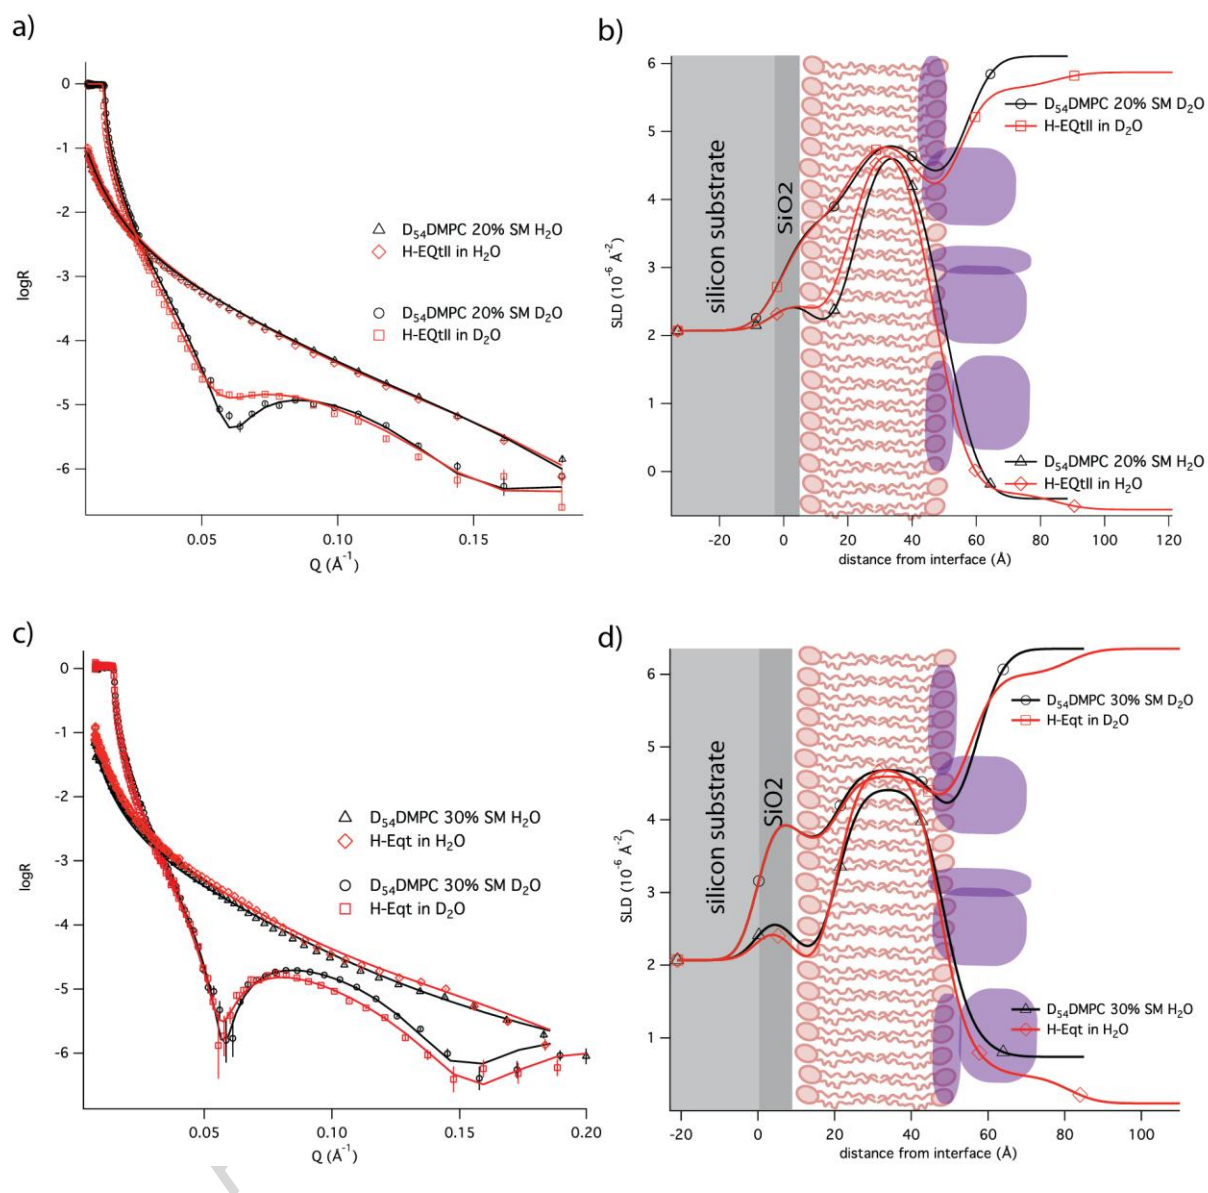 a)
0
-1
-2
-3
-4
-5
-6
logR
0.05
0.10
0.15
Q (Å⁻¹)
D₅₄DMPC 20% SM H₂O
H-EQtII in H₂O
D₅₄DMPC 20% SM D₂O
H-EQtII in D₂O
b)
6
5
4
3
2
1
0
SLD (10⁻⁶ Å⁻²)
silicon substrate
SiO2
D₅₄DMPC 20% SM D₂O
H-EQtII in D₂O
D₅₄DMPC 20% SM H₂O
H-EQtII in H₂O
-20
0
20
40
60
80
100
120
distance from interface (Å)
c)
0
-1
-2
-3
-4
-5
-6
logR
D₅₄DMPC 30% SM H₂O
H-Eqt in H₂O
D₅₄DMPC 30% SM D₂O
H-Eqt in D₂O
0.05
0.10
0.15
0.20
Q (Å⁻¹)
d)
6
5
4
3
2
1
SLD (10⁻⁶ Å⁻²)
silicon substrate
SiO2
D₅₄DMPC 30% SM D₂O
H-Eqt in D₂O
D₅₄DMPC 30% SM H₂O
H-Eqt in H₂O
-20
0
20
40
60
80
100
distance from interface (Å)